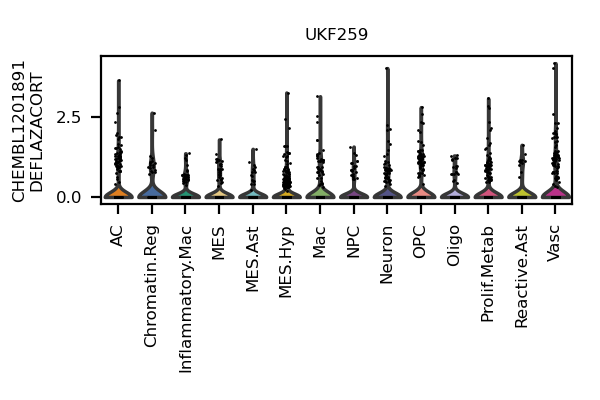 UKF259
CHEMBL1201891
DEFLAZACORT
2.5
0.0
AC
Chromatin.Reg
Inflammatory.Mac
MES
MES.Ast
MES.Hyp
Mac
NPC
Neuron
OPC
Oligo
Prolif.Metab
Reactive.Ast
Vasc